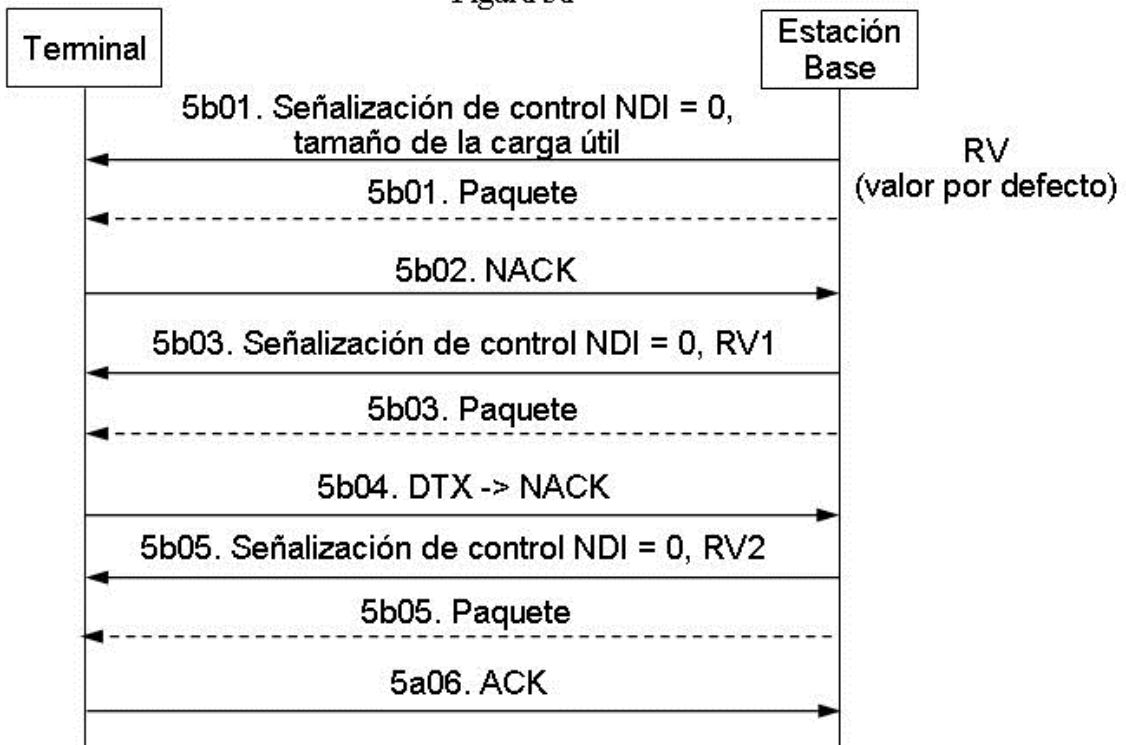 Terminal
Estación
Base
5b01. Señalización de control NDI = 0,
tamaño de la carga útil
RV
(valor por defecto)
5b01. Paquete
5b02. NACK
5b03. Señalización de control NDI = 0, RV1
5b03. Paquete
5b04. DTX -> NACK
5b05. Señalización de control NDI = 0, RV2
5b05. Paquete
5a06. ACK